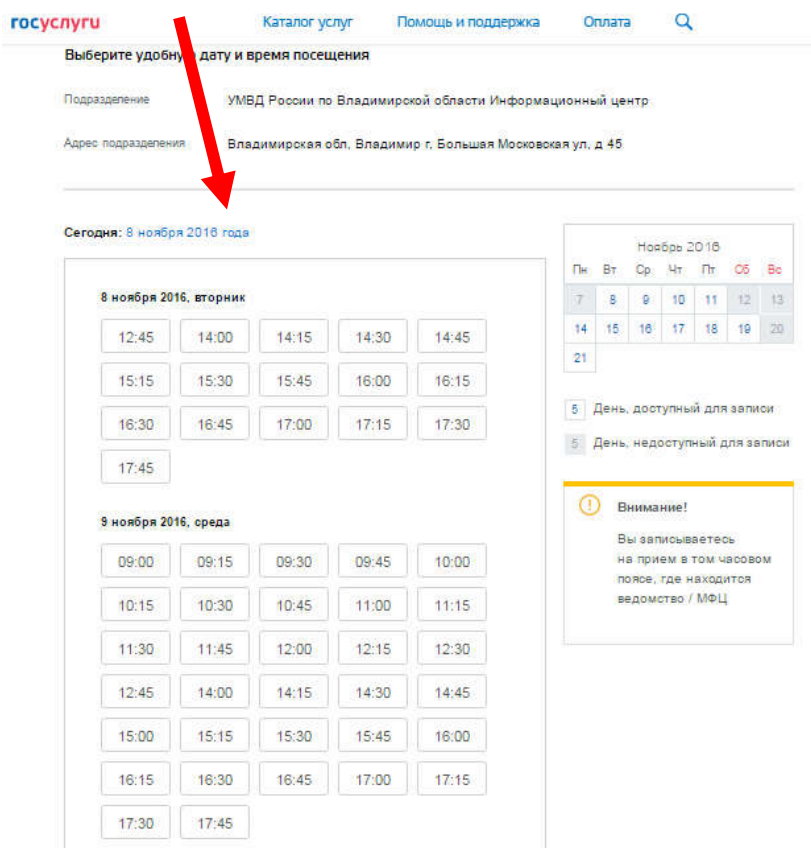 госуслуги Каталог услуг Помощь и поддержка Оплата
Выберите удобную дату и время посещения
Подразделение УМВД России по Владимирской области Информационный центр
Адрес подразделения Владимирская обл, Владимир г, Большая Московская ул, д 45
Сегодня: 8 ноября 2016 года
8 ноября 2016, вторник
12:45 14:00 14:15 14:30 14:45
15:15 15:30 15:45 16:00 16:15
16:30 16:45 17:00 17:15 17:30
17:45
9 ноября 2016, среда
09:00 09:15 09:30 09:45 10:00
10:15 10:30 10:45 11:00 11:15
11:30 11:45 12:00 12:15 12:30
12:45 14:00 14:15 14:30 14:45
15:00 15:15 15:30 15:45 16:00
16:15 16:30 16:45 17:00 17:15
17:30 17:45
Ноябрь 2016
Пн Вт Ср Чт Пт Сб Вс
7 8 9 10 11 12 13
14 15 16 17 18 19 20
21
5 День, доступный для записи
5 День, недоступный для записи
Внимание!
Вы записываетесь
на прием в том часовом
поясе, где находится
ведомство / МФЦ